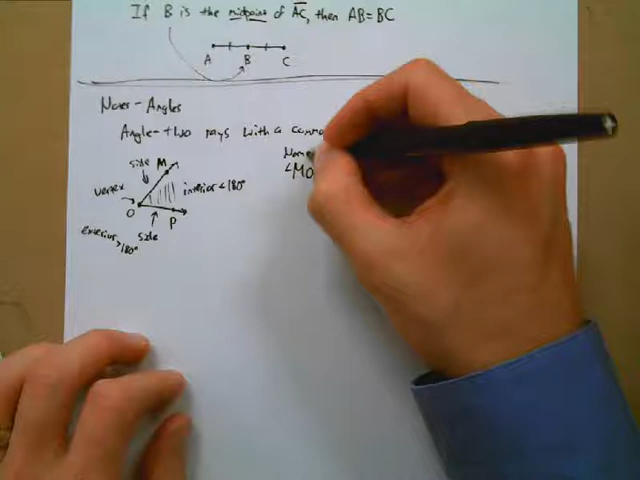 If B is the midpoint of AC, then AB=BC
A B C
Notes - Angles
Angle - two rays with a
side M
vertex interior <180°
O P
exterior side
>180°
Name
∠MO